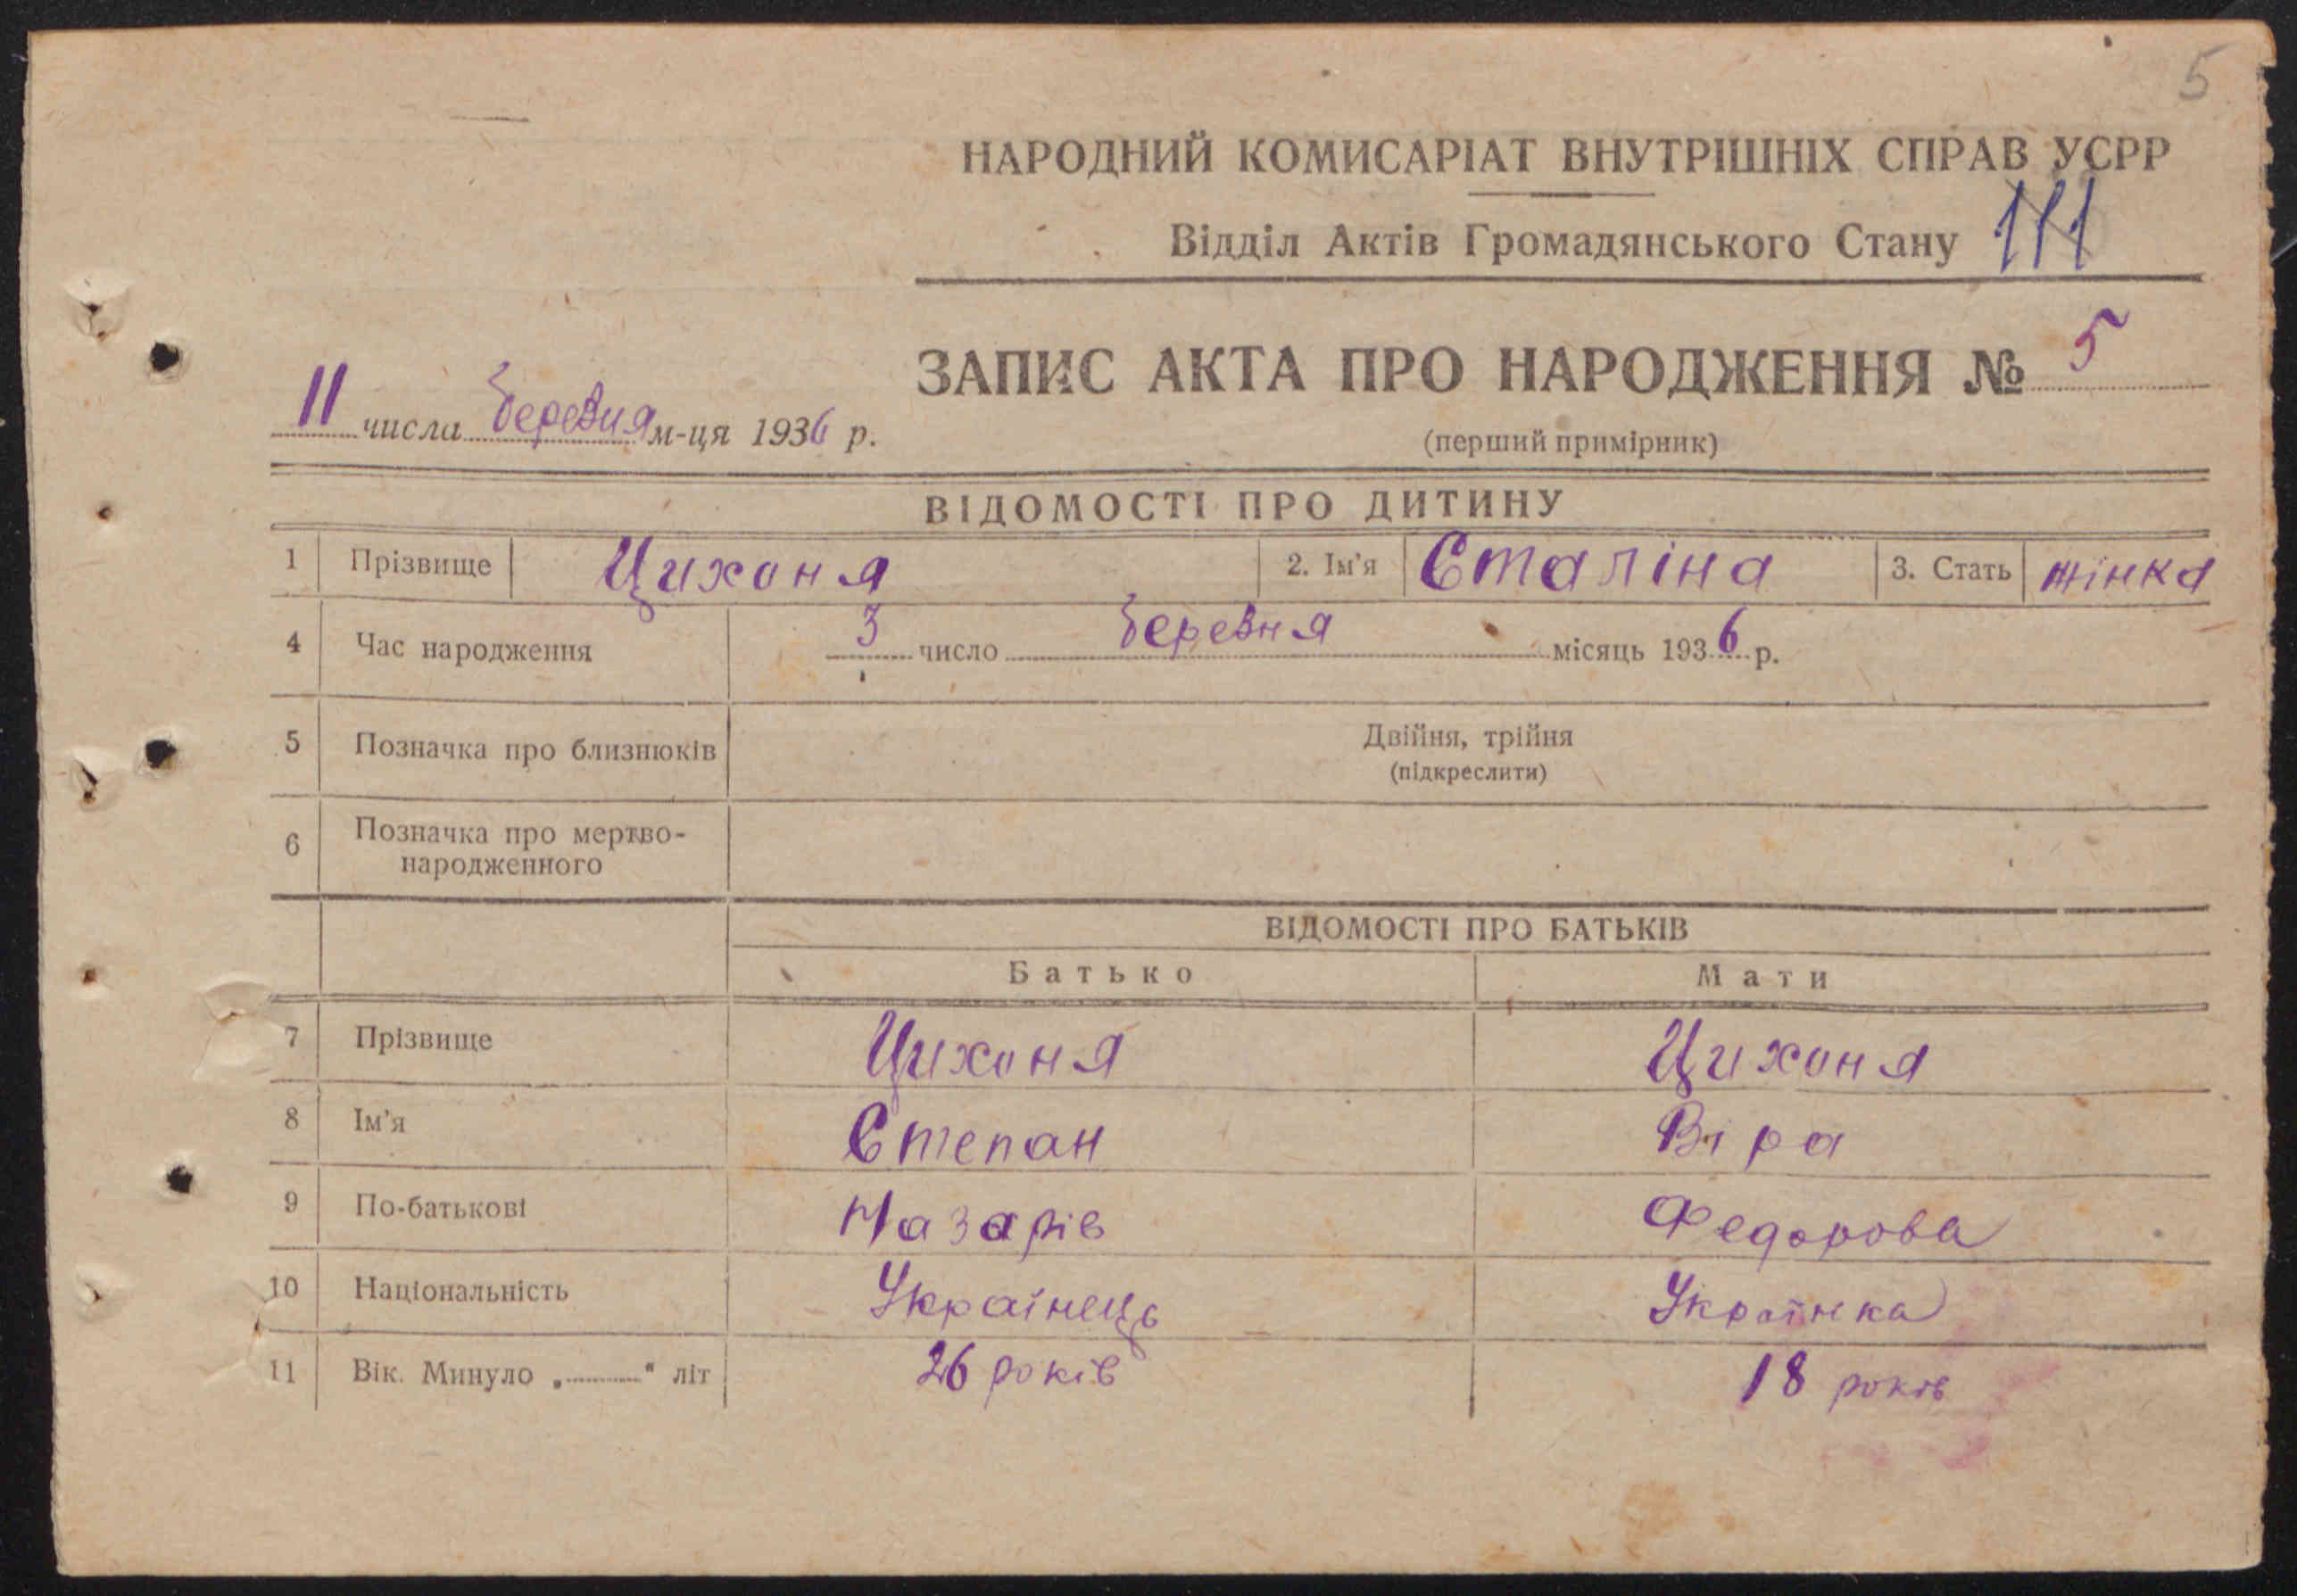 5
НАРОДНИЙ КОМИСАРІАТ ВНУТРІШНІХ СПРАВ УСРР
Відділ Актів Громадянського Стану 111
ЗАПИС АКТА ПРО НАРОДЖЕННЯ № 5
11 числа березня м-ця 1936 р.
(перший примірник)
ВІДОМОСТІ ПРО ДИТИНУ
1 Прізвище Цихоня 2. Ім'я Сталіна 3. Стать жінка
4 Час народження 3 число березня місяць 1936 р.
5 Позначка про близнюків Двійня, трійня
(підкреслити)
6 Позначка про мертво-
народженного
ВІДОМОСТІ ПРО БАТЬКІВ
Батько Мати
7 Прізвище Цихоня Цихоня
8 Ім'я Степан Віра
9 По-батькові Назарів Федорова
10 Національність Українець Українка
11 Вік. Минуло „........“ літ 26 років 18 років